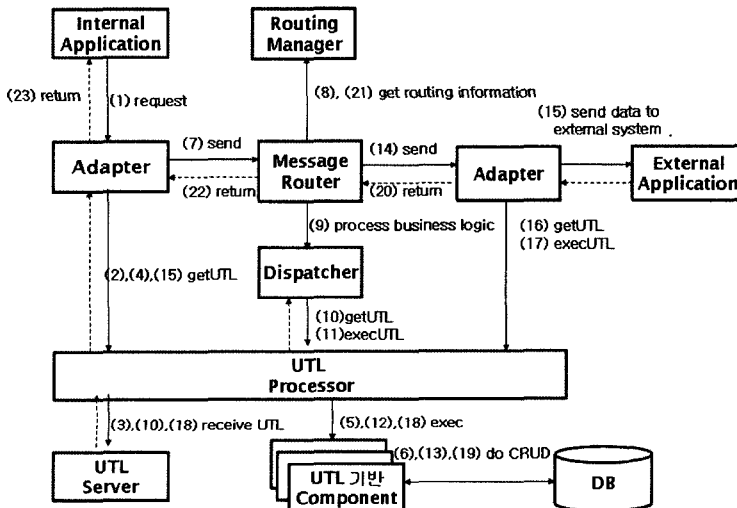 Internal
Application
Routing
Manager
(23) return
(1) request
(8), (21) get routing information
(15) send data to
external system
Adapter
(7) send
(22) return
Message
Router
(14) send
(20) return
Adapter
External
Application
(9) process business logic
(16) getUTL
(17) execUTL
(2),(4),(15) getUTL
Dispatcher
(10)getUTL
(11)execUTL
UTL
Processor
(3),(10),(18) receive UTL
(5),(12),(18) exec
UTL
Server
(6),(13),(19) do CRUD
UTL 기반
Component
DB